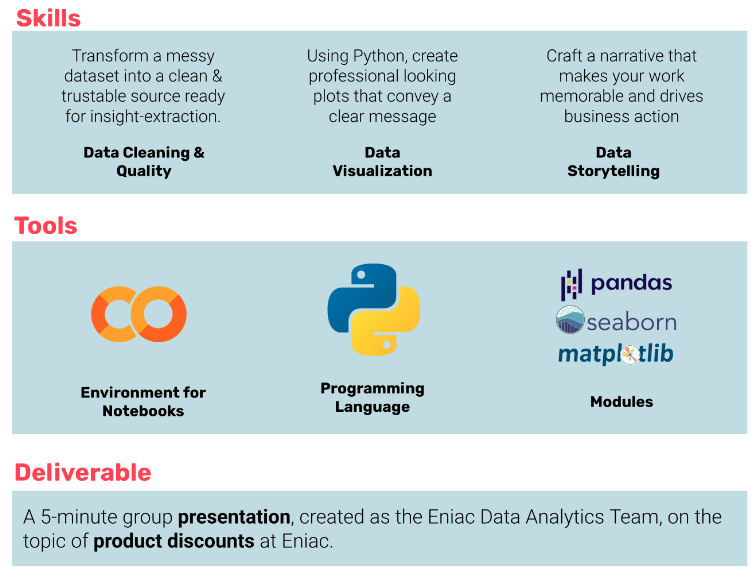 Skills
Transform a messy
dataset into a clean &
trustable source ready
for insight-extraction.
Data Cleaning &
Quality
Using Python, create
professional looking
plots that convey a
clear message
Data
Visualization
Craft a narrative that
makes your work
memorable and drives
business action
Data
Storytelling
Tools
Environment for
Notebooks
Programming
Language
pandas
seaborn
matplotlib
Modules
Deliverable
A 5-minute group presentation, created as the Eniac Data Analytics Team, on the
topic of product discounts at Eniac.